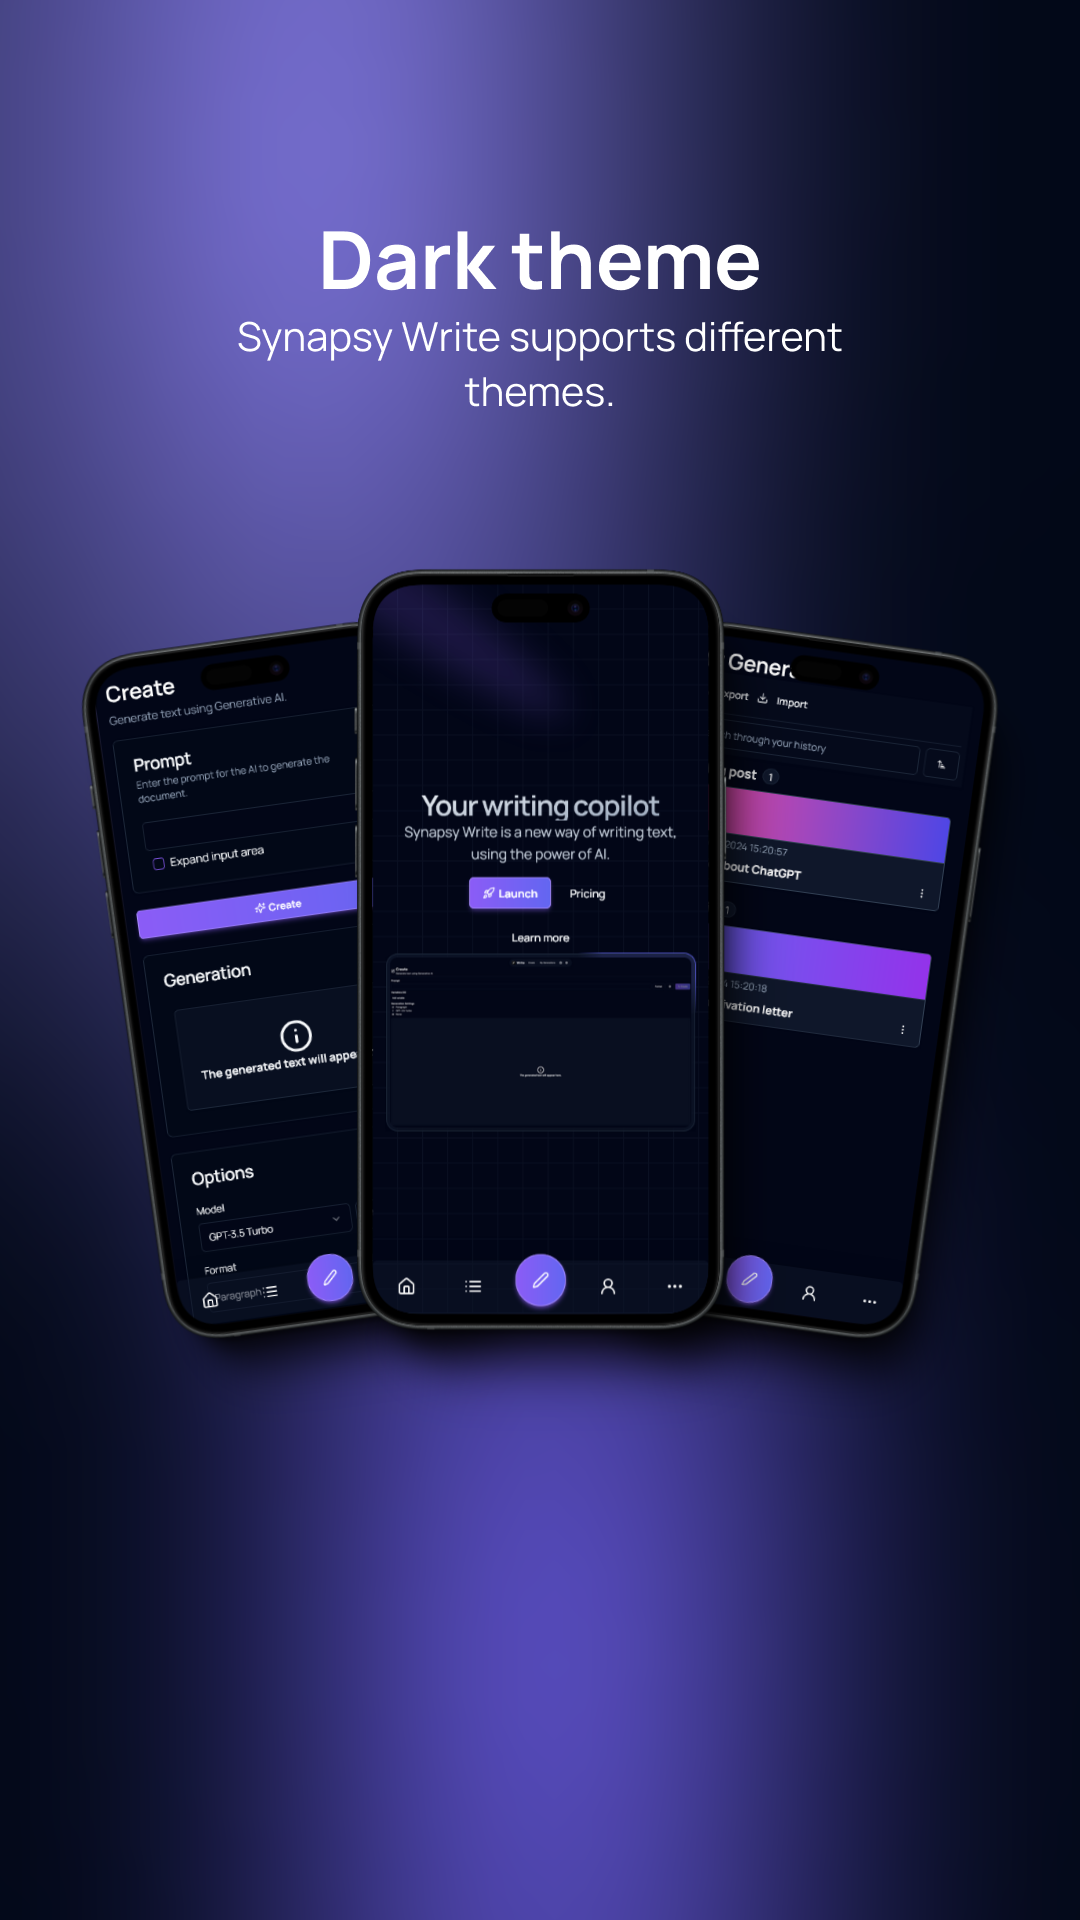 Dark theme
Synapsy Write supports different
themes.
Create
Generate text using Generative AI.
Prompt
Enter the prompt for the AI to generate the
document.
Expand input area
Create
Generation
The generated text will appe
Options
Model
GPT-3.5 Turbo
Format
Paragraph
Your writing copilot
Synapsy Write is a new way of writing text,
using the power of AI.
Launch
Pricing
Learn more
Create
Gener
xport
Import
h through your history
post 1
2024 15:20:57
bout ChatGPT
1
15:20:18
ivation letter